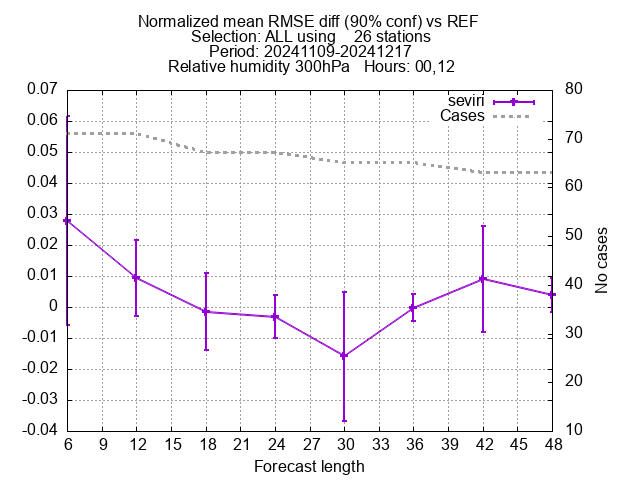 Normalized mean RMSE diff (90% conf) vs REF
Selection: ALL using    26 stations
Period: 20241109-20241217
Relative humidity 300hPa   Hours: 00,12
seviri
Cases
0.07
0.06
0.05
0.04
0.03
0.02
0.01
0
-0.01
-0.02
-0.03
-0.04
80
70
60
50
40
30
20
10
No cases
6 9 12 15 18 21 24 27 30 33 36 39 42 45 48
Forecast length